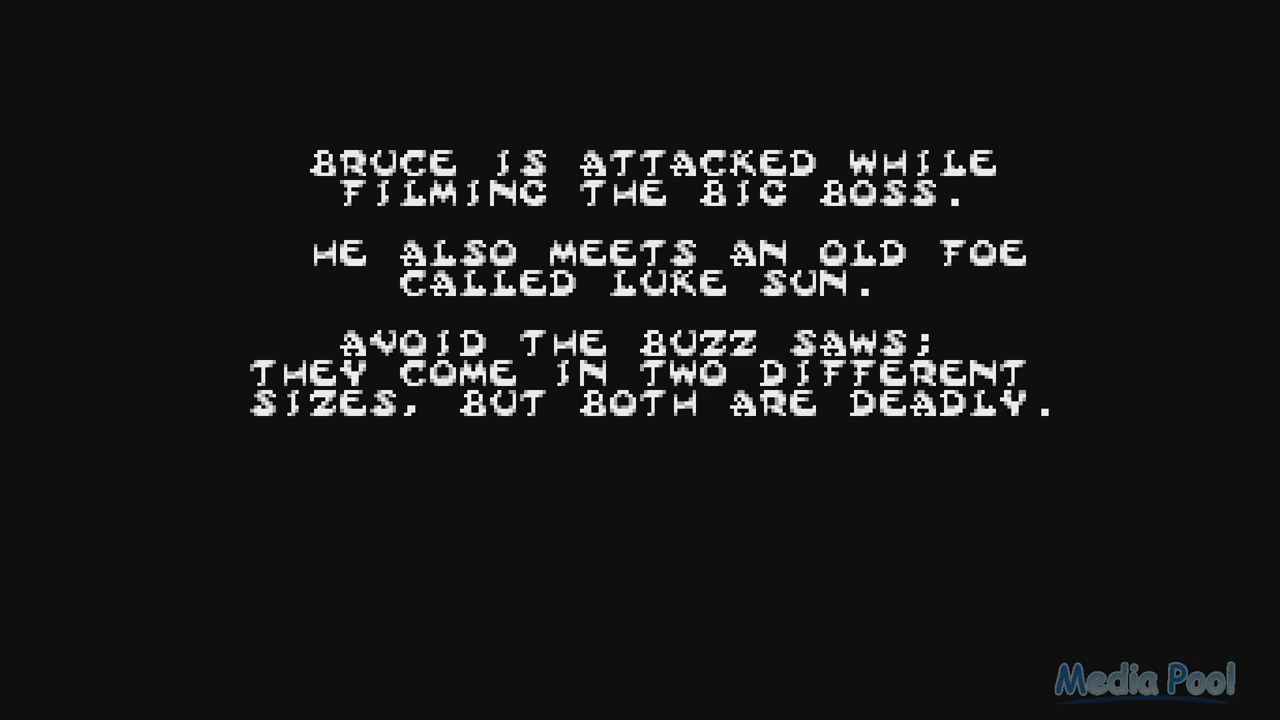 BRUCE IS ATTACKED WHILE
FILMING THE BIG BOSS.
HE ALSO MEETS AN OLD FOE
CALLED LUKE SUN.
AVOID THE BUZZ SAWS;
THEY COME IN TWO DIFFERENT
SIZES, BUT BOTH ARE DEADLY.
Media Pool